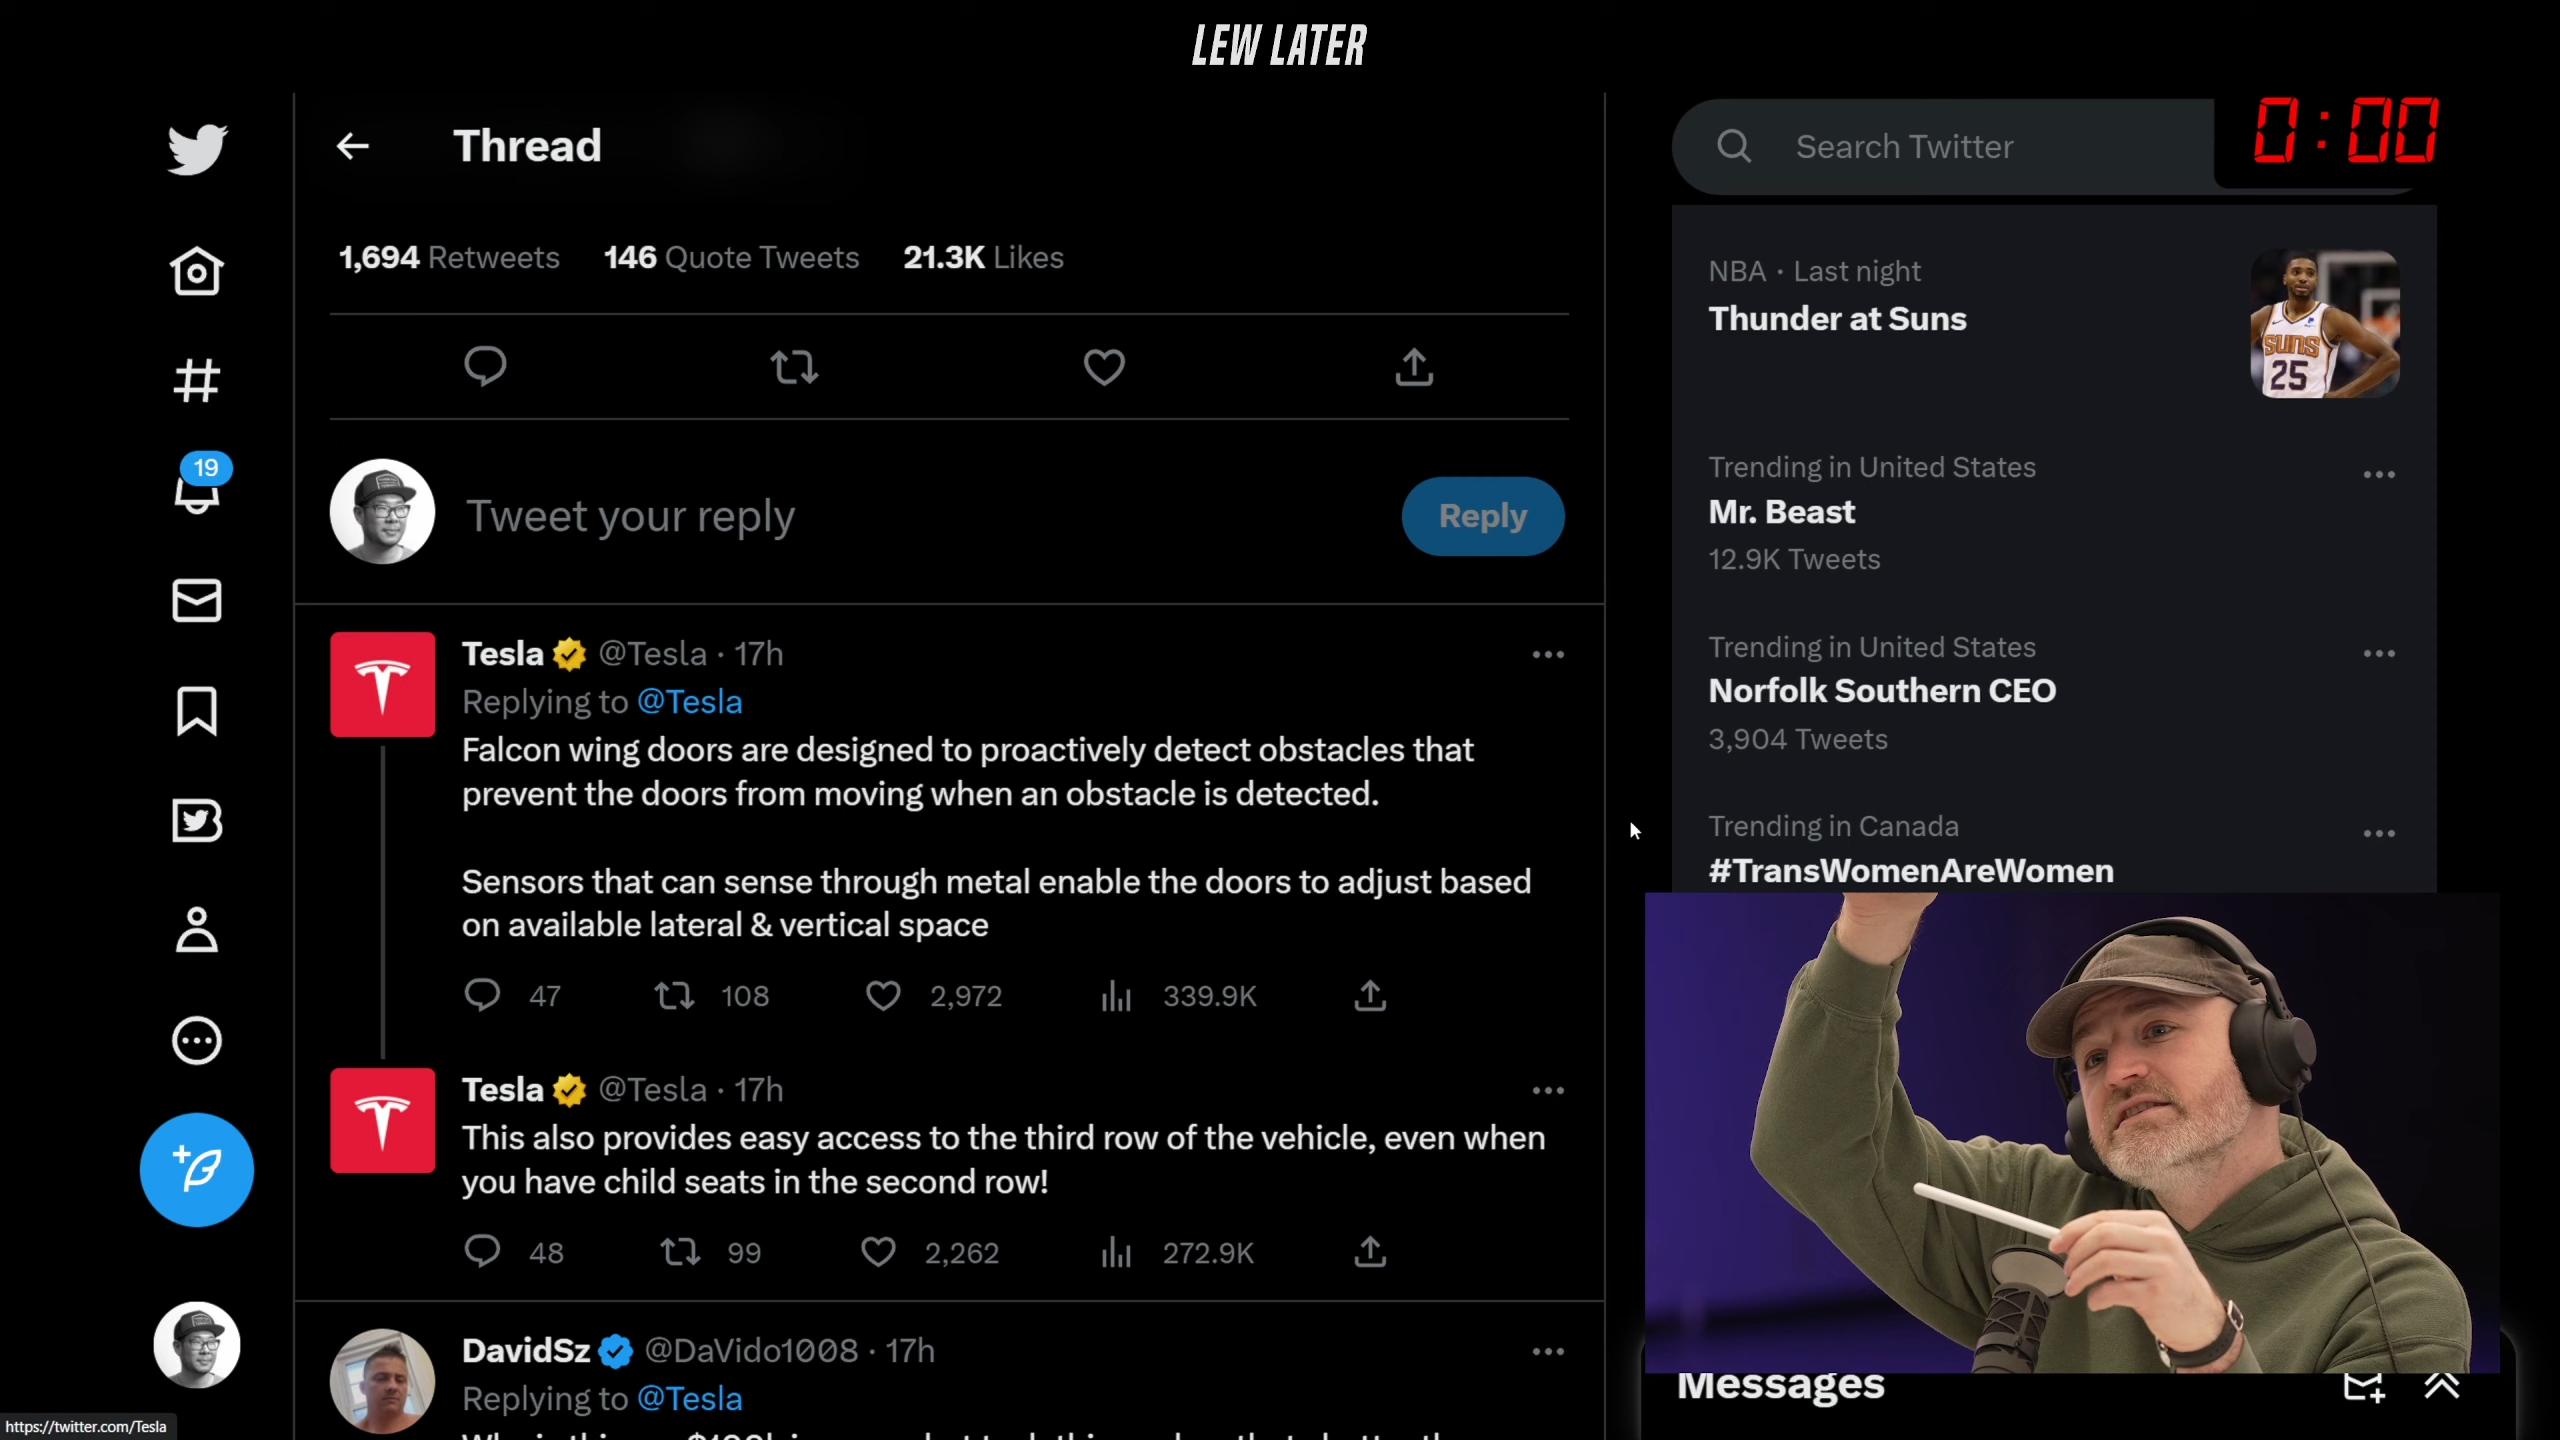 LEW LATER
Thread
Search Twitter
0:00
1,694 Retweets 146 Quote Tweets 21.3K Likes
NBA · Last night
Thunder at Suns
SUNS
25
19
Trending in United States
Mr. Beast
12.9K Tweets
Tweet your reply
Reply
Trending in United States
Norfolk Southern CEO
3,904 Tweets
Trending in Canada
#TransWomenAreWomen
Tesla @Tesla · 17h
Replying to @Tesla
Falcon wing doors are designed to proactively detect obstacles that
prevent the doors from moving when an obstacle is detected.
Sensors that can sense through metal enable the doors to adjust based
on available lateral & vertical space
47 108 2,972 339.9K
Tesla @Tesla · 17h
This also provides easy access to the third row of the vehicle, even when
you have child seats in the second row!
48 99 2,262 272.9K
DavidSz @DaVido1008 · 17h
Replying to @Tesla
Messages
https://twitter.com/Tesla